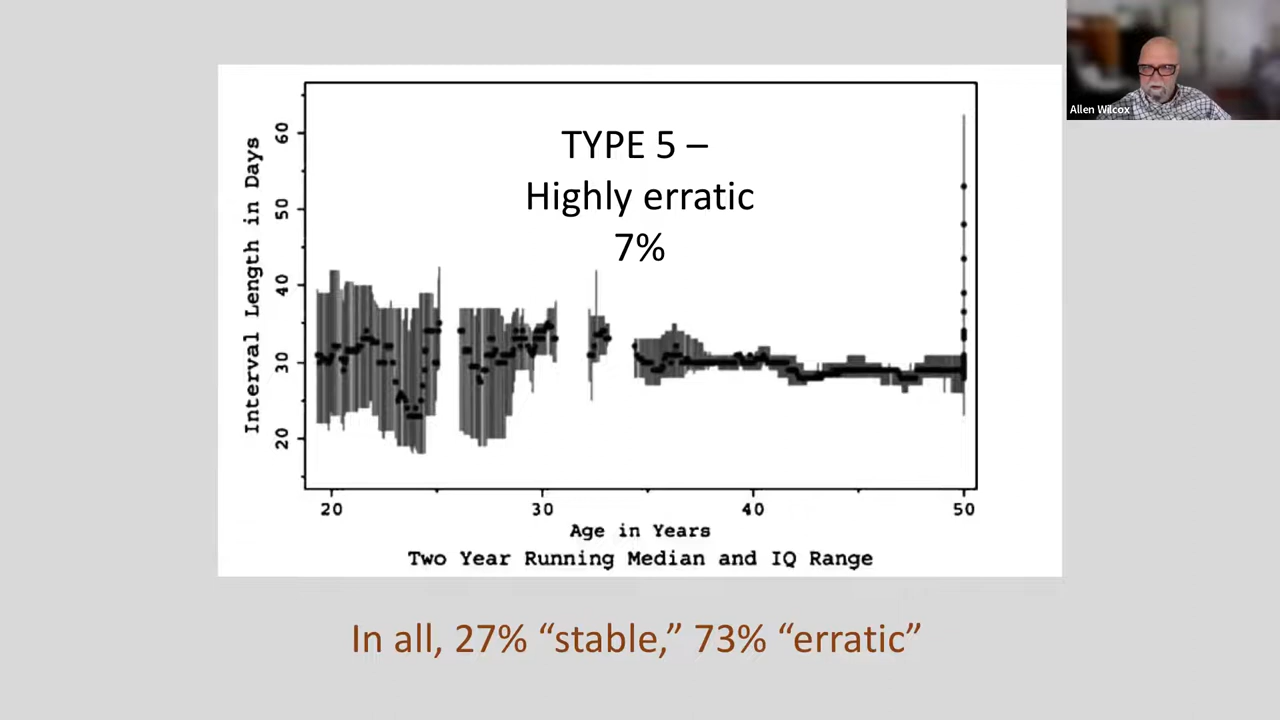 Allen Wilcox
TYPE 5 –
Highly erratic
7%
Interval Length in Days
60
50
40
30
20
20 30 40 50
Age in Years
Two Year Running Median and IQ Range
In all, 27% “stable,” 73% “erratic”